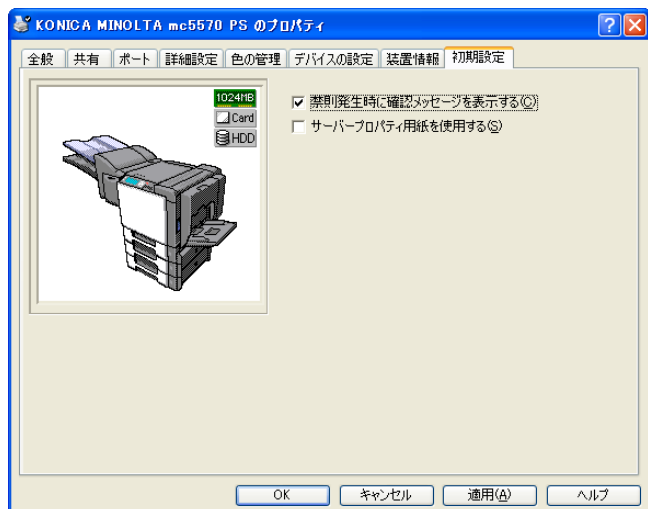 KONICA MINOLTA mc5570 PS のプロパティ
全般 共有 ポート 詳細設定 色の管理 デバイスの設定 装置情報 初期設定
1024MB
Card
HDD
禁則発生時に確認メッセージを表示する(C)
サーバープロパティ用紙を使用する(S)
OK キャンセル 適用(A) ヘルプ